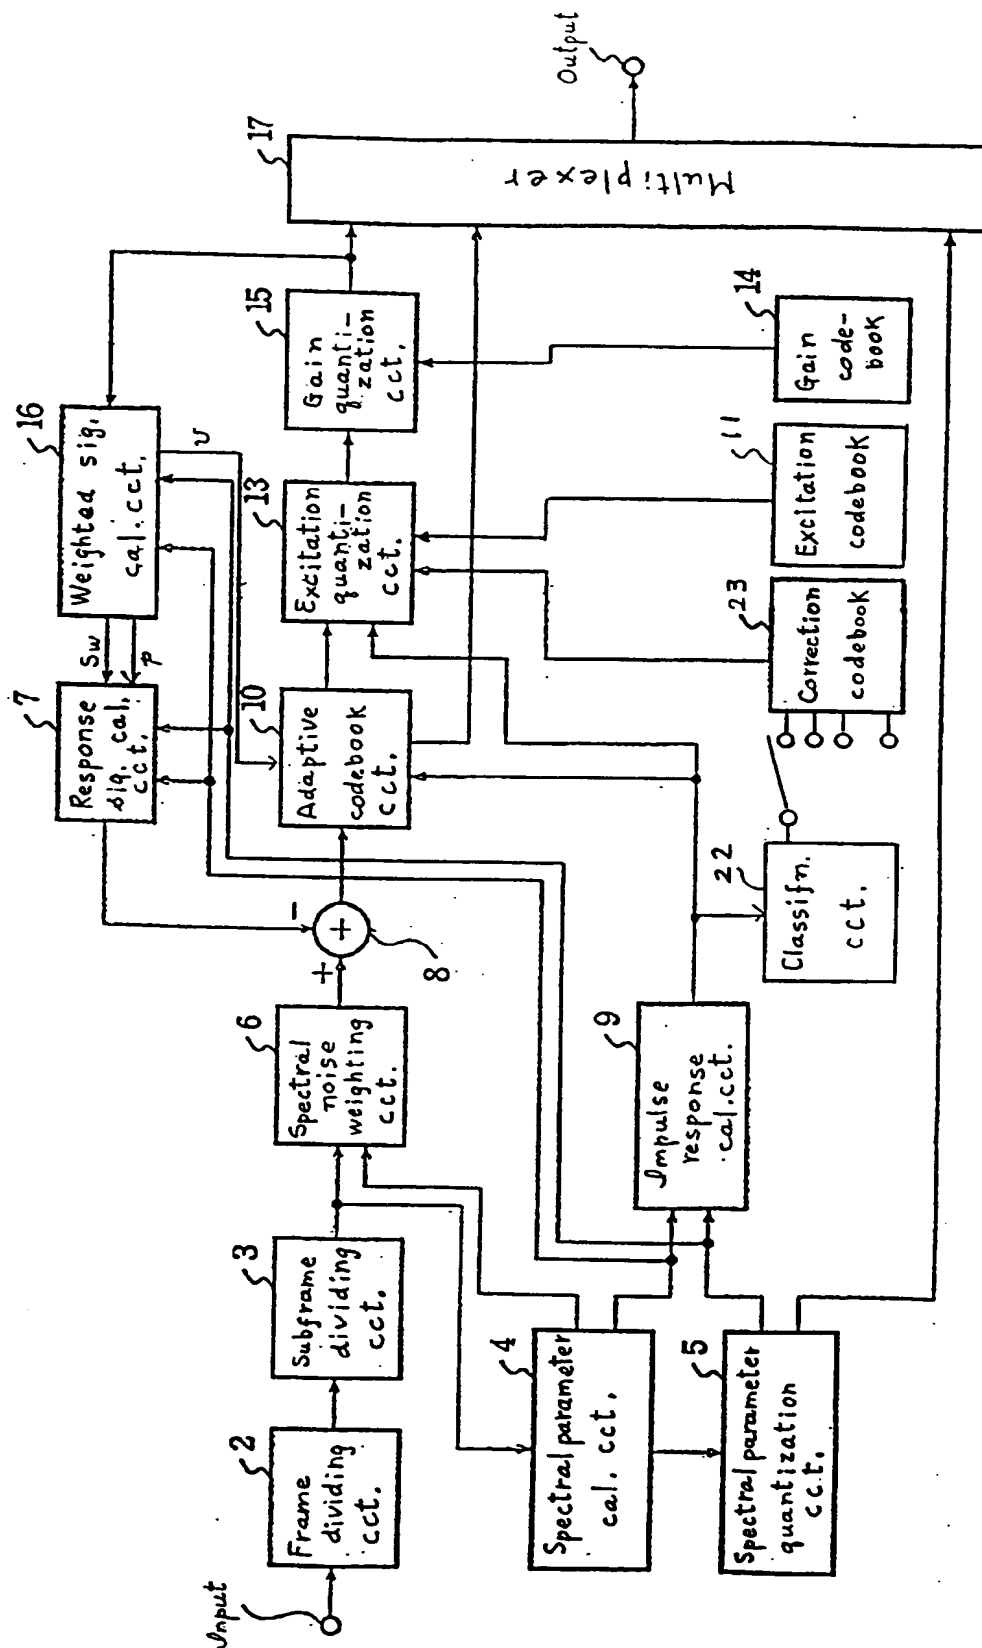 Input
2
Frame
dividing
cct.
3
Subframe
dividing
cct.
4
Spectral parameter
cal. cct.
5
Spectral parameter
quantization
cct.
6
Spectral
noise
weighting
cct.
+
-
+
8
7
Response
sig. cal.
cct.
Sw
p
16
Weighted sig.
cal. cct.
v
9
Impulse
response
cal. cct.
10
Adaptive
codebook
cct.
13
Excitation
quanti-
zation
cct.
15
Gain
quanti-
zation
cct.
22
Classifn.
cct.
23
Correction
codebook
11
Excitation
codebook
14
Gain
code-
book
17
Multiplexer
Output